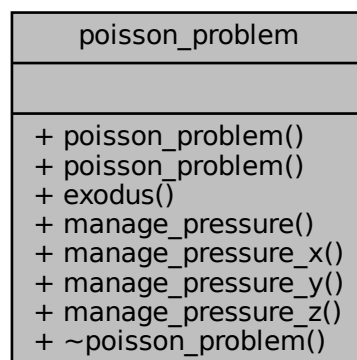 poisson_problem
+ poisson_problem()
+ poisson_problem()
+ exodus()
+ manage_pressure()
+ manage_pressure_x()
+ manage_pressure_y()
+ manage_pressure_z()
+ ~poisson_problem()